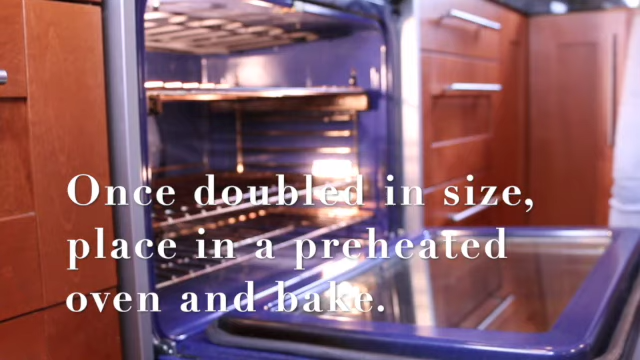 Once doubled in size,
place in a preheated
oven and bake.